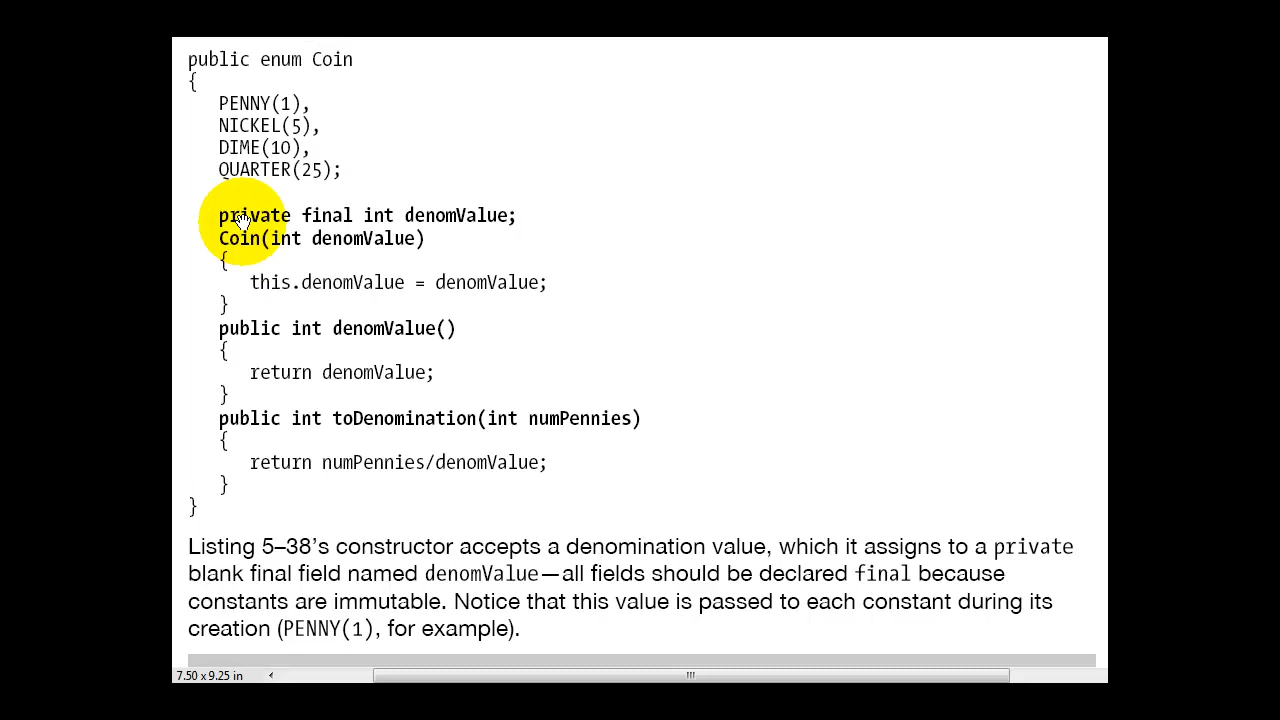 public enum Coin
{
PENNY(1),
NICKEL(5),
DIME(10),
QUARTER(25);
private final int denomValue;
Coin(int denomValue)
{
this.denomValue = denomValue;
}
public int denomValue()
{
return denomValue;
}
public int toDenomination(int numPennies)
{
return numPennies/denomValue;
}
}
Listing 5–38’s constructor accepts a denomination value, which it assigns to a private
blank final field named denomValue—all fields should be declared final because
constants are immutable. Notice that this value is passed to each constant during its
creation (PENNY(1), for example).
7.50 x 9.25 in